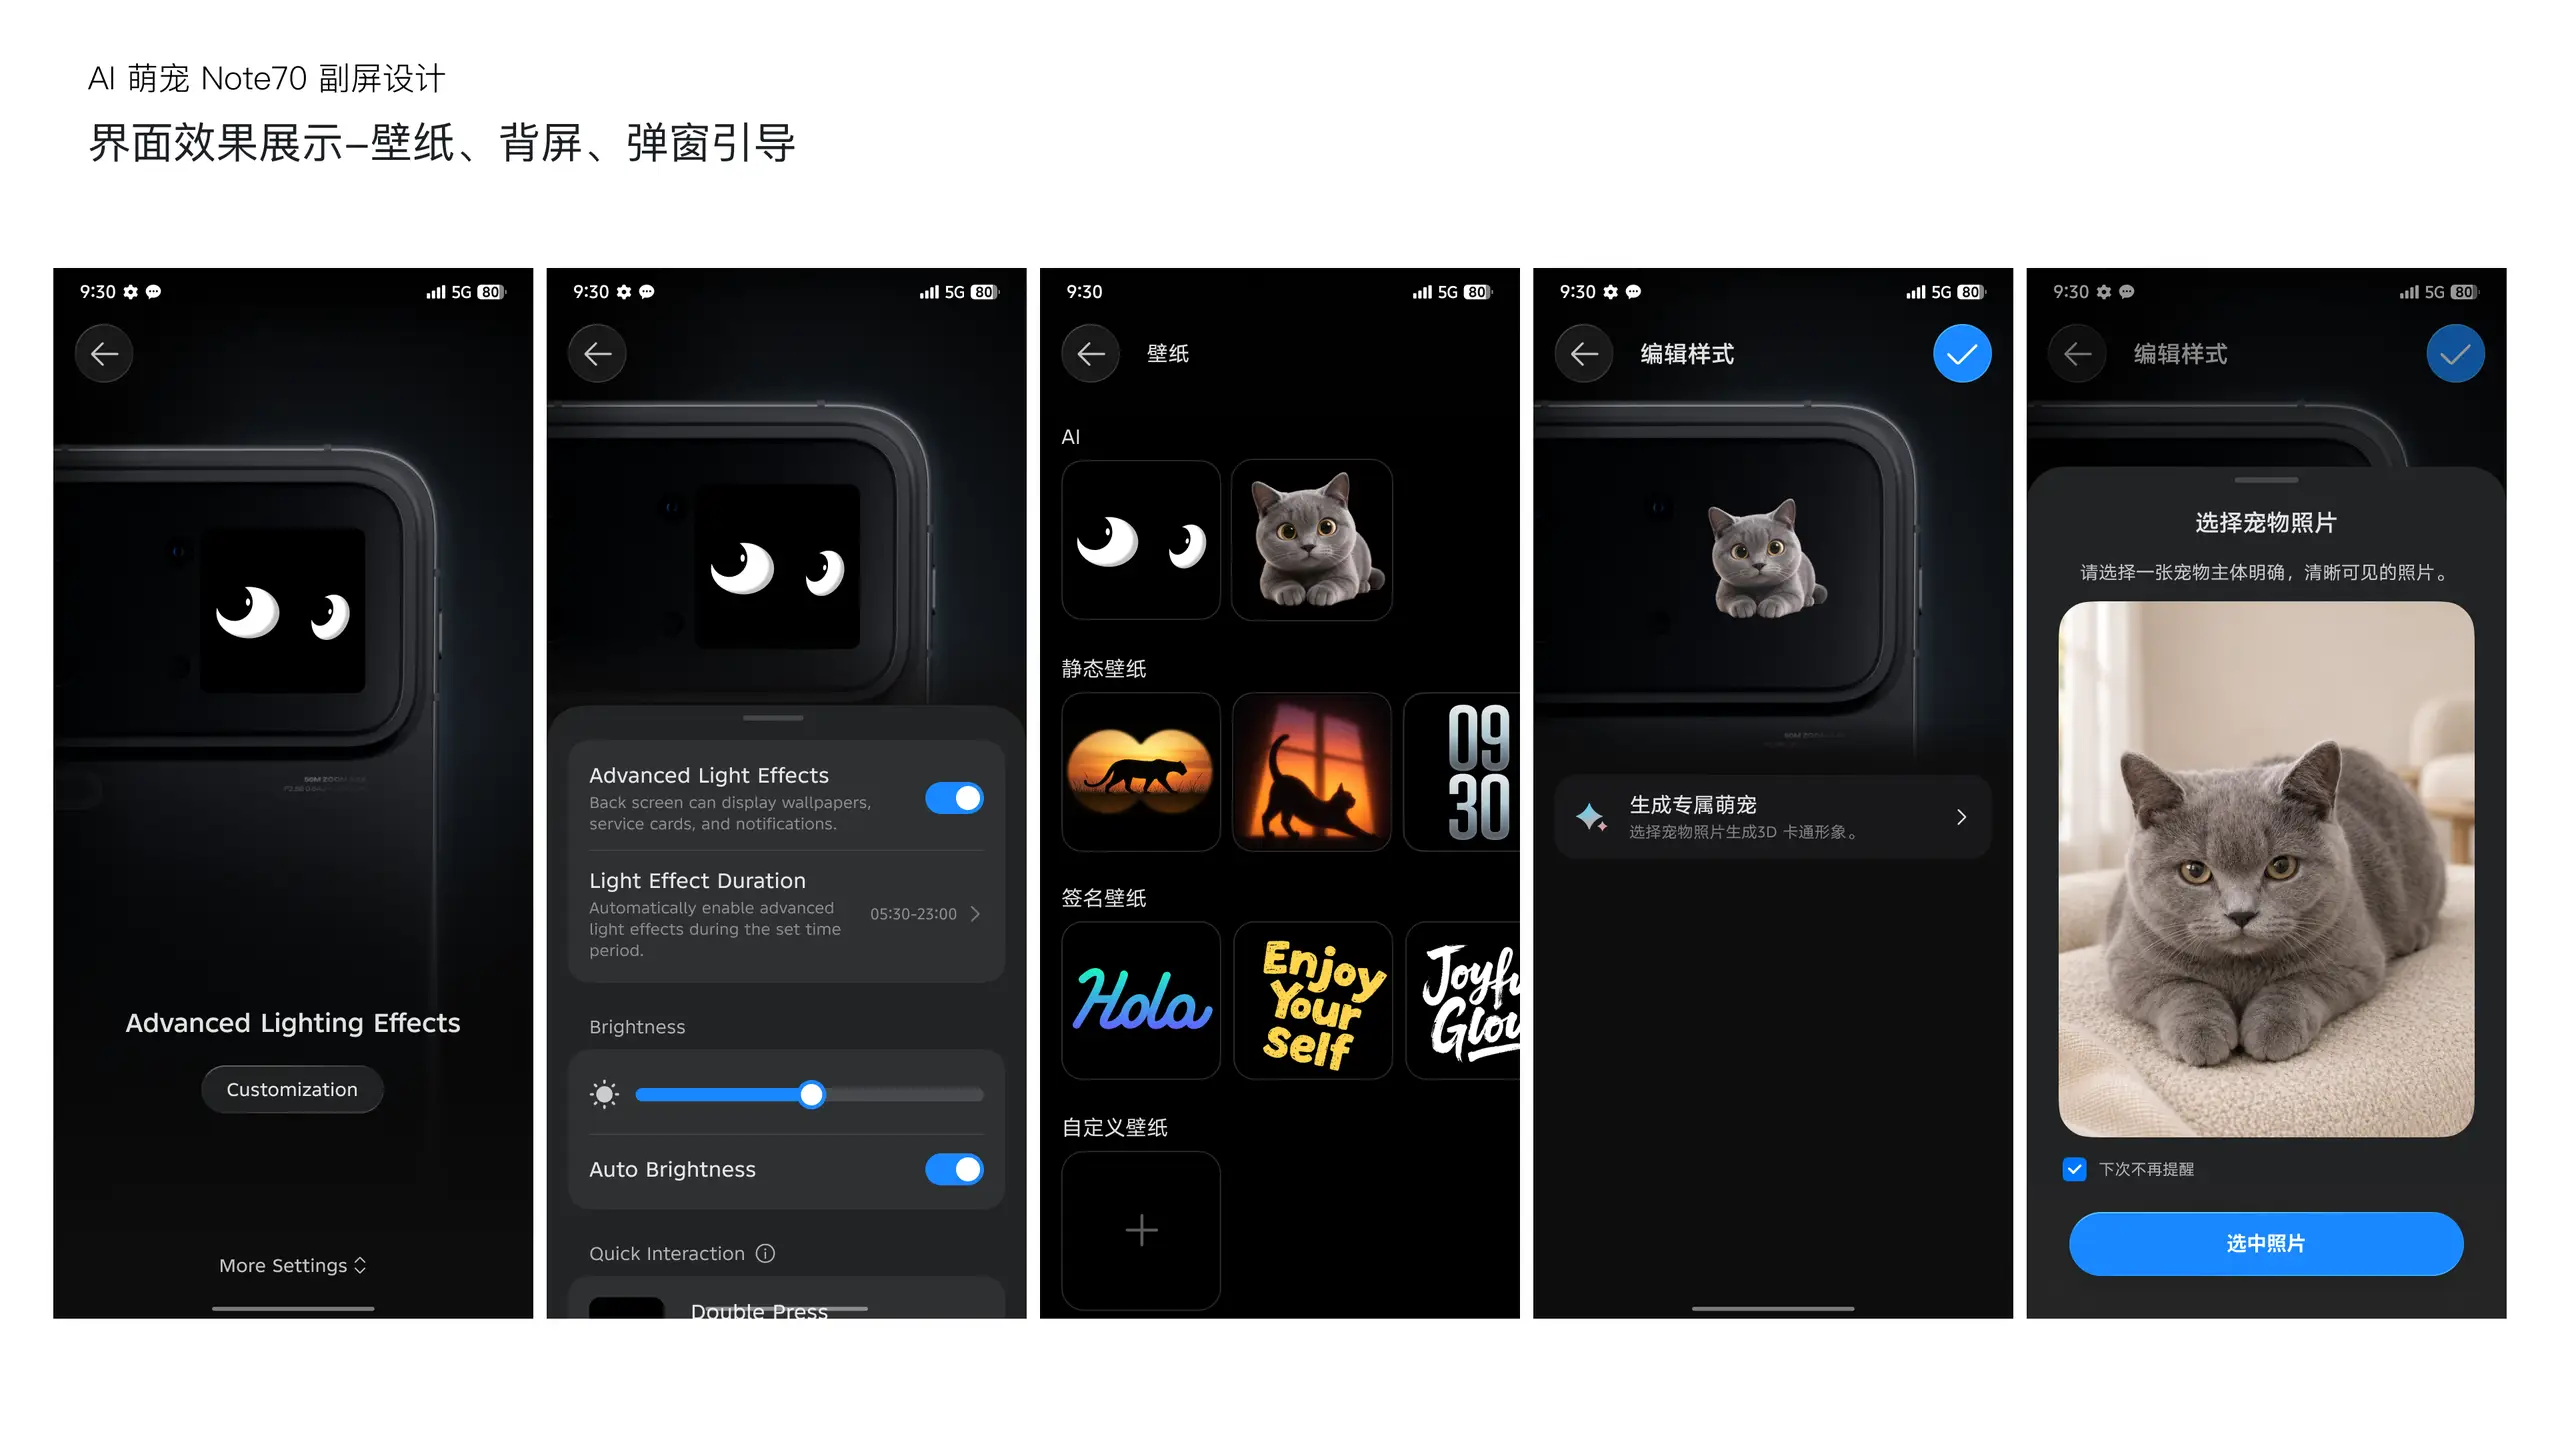 AI 萌宠 Note70 副屏设计
界面效果展示–壁纸、背屏、弹窗引导
9:30
5G 80
Advanced Lighting Effects
Customization
More Settings
9:30
5G 80
Advanced Light Effects
Back screen can display wallpapers,
service cards, and notifications.
Light Effect Duration
Automatically enable advanced
light effects during the set time
period.
05:30-23:00
Brightness
Auto Brightness
Quick Interaction
Double Press
9:30
5G 80
壁纸
AI
静态壁纸
09
30
签名壁纸
Hola
Enjoy
Your
self
自定义壁纸
9:30
5G 80
编辑样式
生成专属萌宠
选择宠物照片生成3D 卡通形象。
9:30
5G 80
编辑样式
选择宠物照片
请选择一张宠物主体明确，清晰可见的照片。
下次不再提醒
选中照片